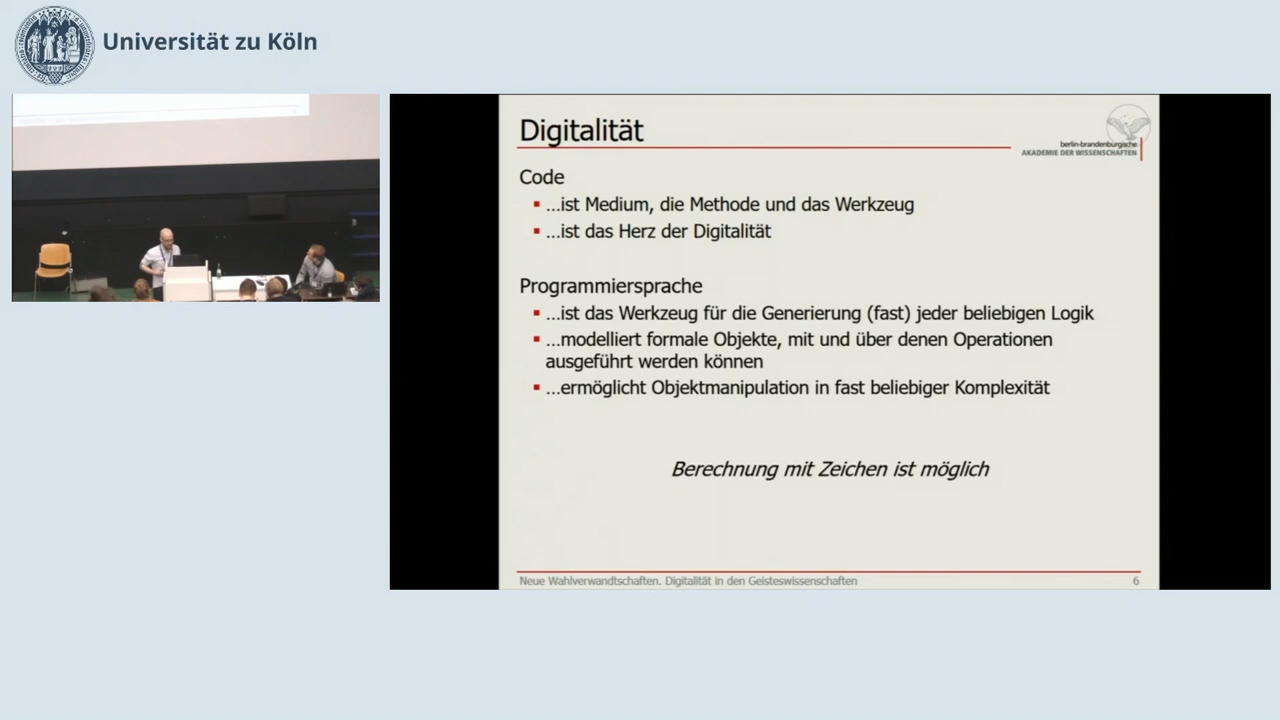 Universität zu Köln
Digitalität
berlin-brandenburgische
AKADEMIE DER WISSENSCHAFTEN
Code
...ist Medium, die Methode und das Werkzeug
...ist das Herz der Digitalität
Programmiersprache
...ist das Werkzeug für die Generierung (fast) jeder beliebigen Logik
...modelliert formale Objekte, mit und über denen Operationen
ausgeführt werden können
...ermöglicht Objektmanipulation in fast beliebiger Komplexität
Berechnung mit Zeichen ist möglich
Neue Wahlverwandtschaften. Digitalität in den Geisteswissenschaften
6